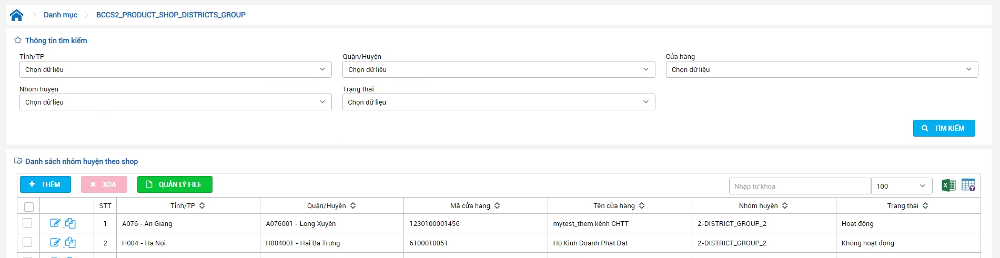 Danh mục BCCS2_PRODUCT_SHOP_DISTRICTS_GROUP
Thông tin tìm kiếm
Tỉnh/TP Quận/Huyện Cửa hàng
Chọn dữ liệu Chọn dữ liệu Chọn dữ liệu
Nhóm huyện Trạng thái
Chọn dữ liệu Chọn dữ liệu
TÌM KIẾM
Danh sách nhóm huyện theo shop
THÊM XÓA QUẢN LÝ FILE Nhập từ khóa 100
STT Tỉnh/TP Quận/Huyện Mã cửa hàng Tên cửa hàng Nhóm huyện Trạng thái
1 A076 - An Giang A076001 - Long Xuyên 1230100001456 mytest_them kênh CHTT 2-DISTRICT_GROUP_2 Hoạt động
2 H004 - Hà Nội H004001 - Hai Bà Trưng 6100010051 Hộ Kinh Doanh Phát Đạt 2-DISTRICT_GROUP_2 Không hoạt động